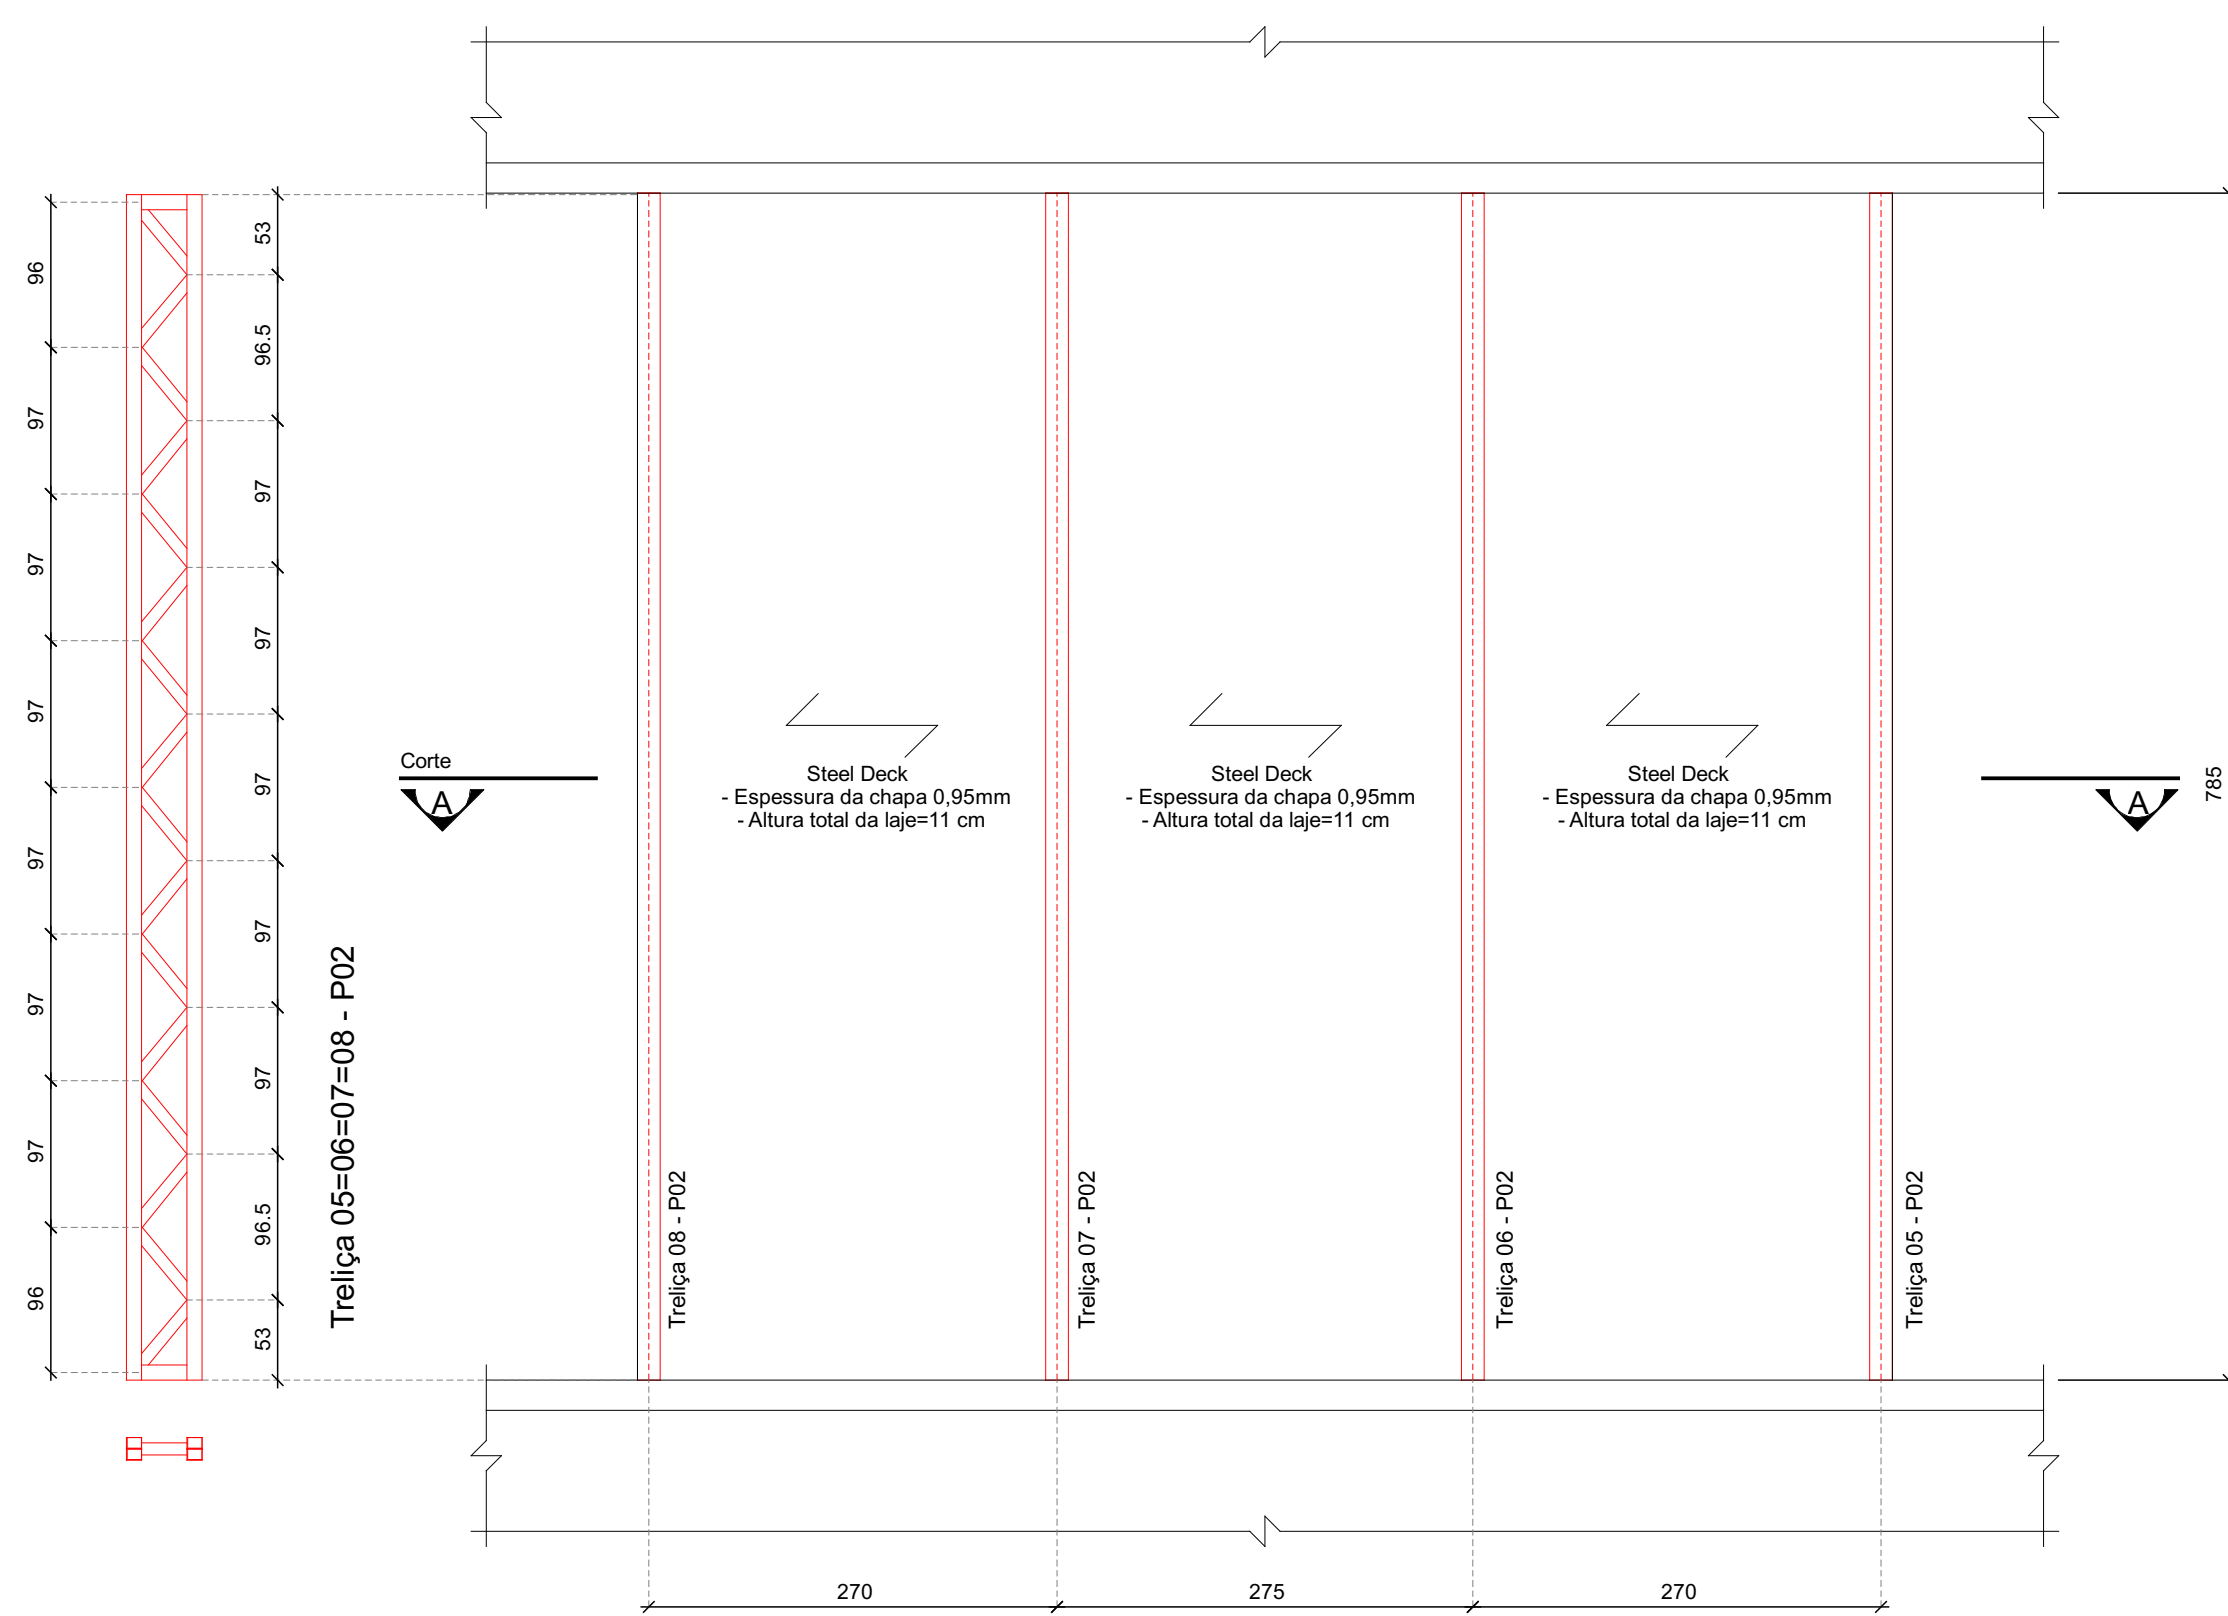 96
97
97
97
97
97
97
96
53
96.5
97
97
97
97
97
96.5
53
Treliça 05=06=07=08 - P02
Corte
A
Steel Deck
- Espessura da chapa 0,95mm
- Altura total da laje=11 cm
Steel Deck
- Espessura da chapa 0,95mm
- Altura total da laje=11 cm
Steel Deck
- Espessura da chapa 0,95mm
- Altura total da laje=11 cm
A
785
Treliça 08 - P02
Treliça 07 - P02
Treliça 06 - P02
Treliça 05 - P02
270
275
270